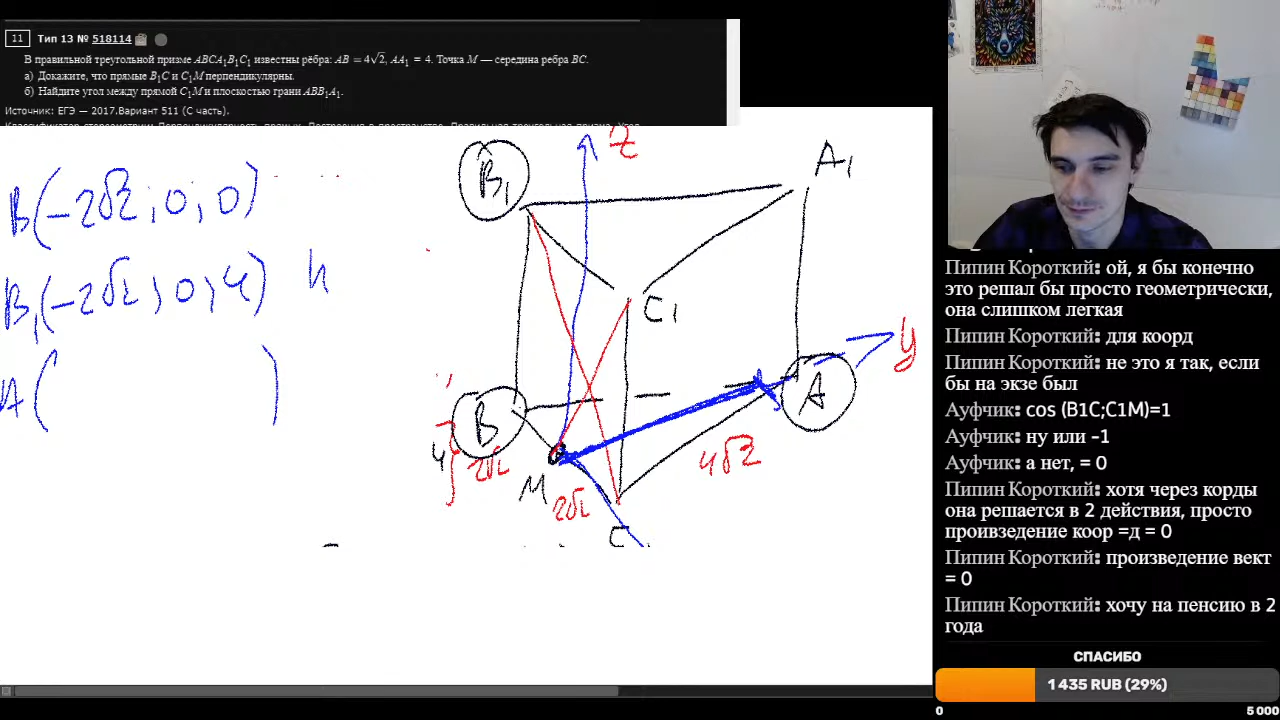 11 Тип 13 № 518114
В правильной треугольной призме ABCA₁B₁C₁ известны рёбра: AB = 4√2, AA₁ = 4. Точка M — середина ребра BC.
а) Докажите, что прямые B₁C и C₁M перпендикулярны.
б) Найдите угол между прямой C₁M и плоскостью грани ABB₁A₁.
Источник: ЕГЭ — 2017.Вариант 511 (С часть).
B(-2√2; 0; 0)
B₁(-2√2; 0; 4) h
A( )
B₁
z
A₁
C₁
y
B
A
4
2√2
M
2√2
4√2
C
Пипин Короткий: ой, я бы конечно
это решал бы просто геометрически,
она слишком легкая
Пипин Короткий: для коорд
Пипин Короткий: не это я так, если
бы на экзе был
Ауфчик: cos (B1C;C1M)=1
Ауфчик: ну или -1
Ауфчик: а нет, = 0
Пипин Короткий: хотя через корды
она решается в 2 действия, просто
проивзедение коор =д = 0
Пипин Короткий: произведение вект
= 0
Пипин Короткий: хочу на пенсию в 2
года
СПАСИБО
1 435 RUB (29%)
0 5 000